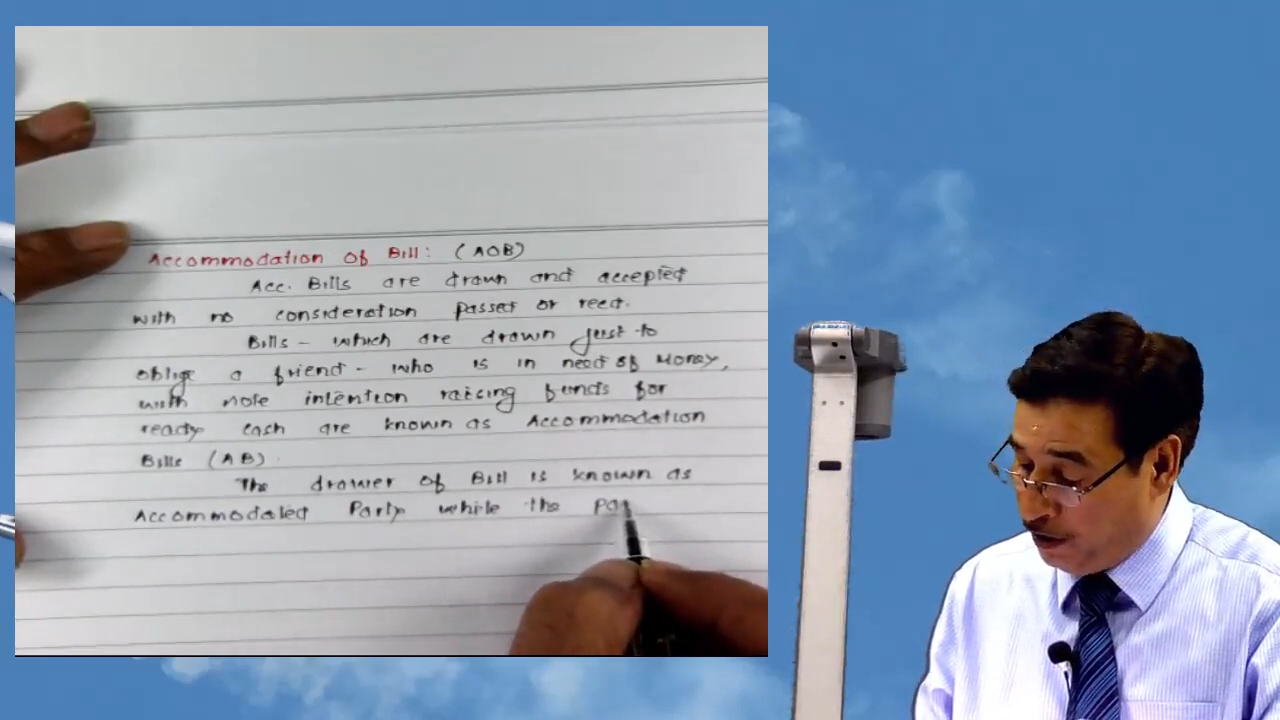 Accommodation of Bill: (AOB)
Acc. Bills are drawn and accepted
with no consideration passed or recd.
Bills - which are drawn just to
oblige a friend - who is in need of Money,
with mote intention raising funds for
ready cash are known as Accommodation
Bills (AB).
The drawer of Bill is known as
Accommodated Party while the Pa